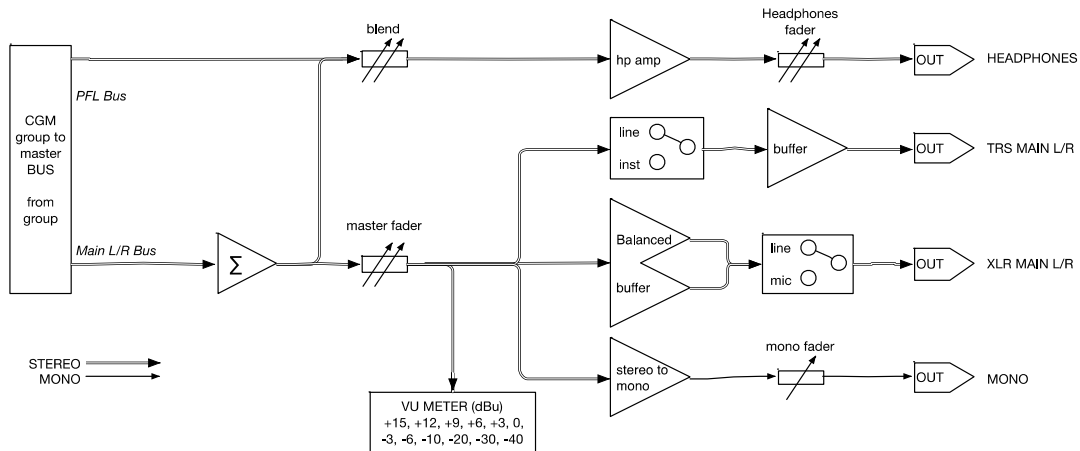 blend
Headphones
fader
hp amp
OUT
HEADPHONES
PFL Bus
CGM
group to
master
BUS
from
group
line
inst
buffer
OUT
TRS MAIN L/R
Main L/R Bus
Σ
master fader
Balanced
buffer
line
mic
OUT
XLR MAIN L/R
STEREO
MONO
stereo to
mono
mono fader
OUT
MONO
VU METER (dBu)
+15, +12, +9, +6, +3, 0,
-3, -6, -10, -20, -30, -40